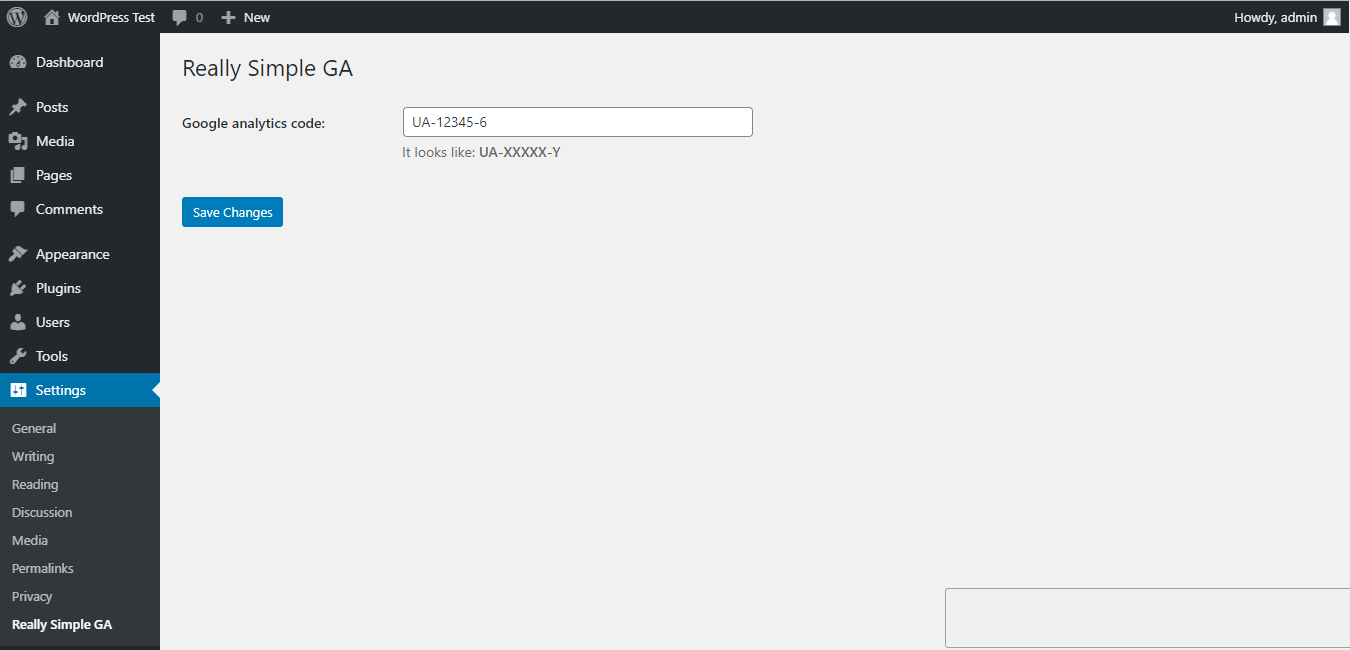 WordPress Test 0 New Howdy, admin
Dashboard
Posts
Media
Pages
Comments
Appearance
Plugins
Users
Tools
Settings
General
Writing
Reading
Discussion
Media
Permalinks
Privacy
Really Simple GA
Really Simple GA
Google analytics code: UA-12345-6
It looks like: UA-XXXXX-Y
Save Changes